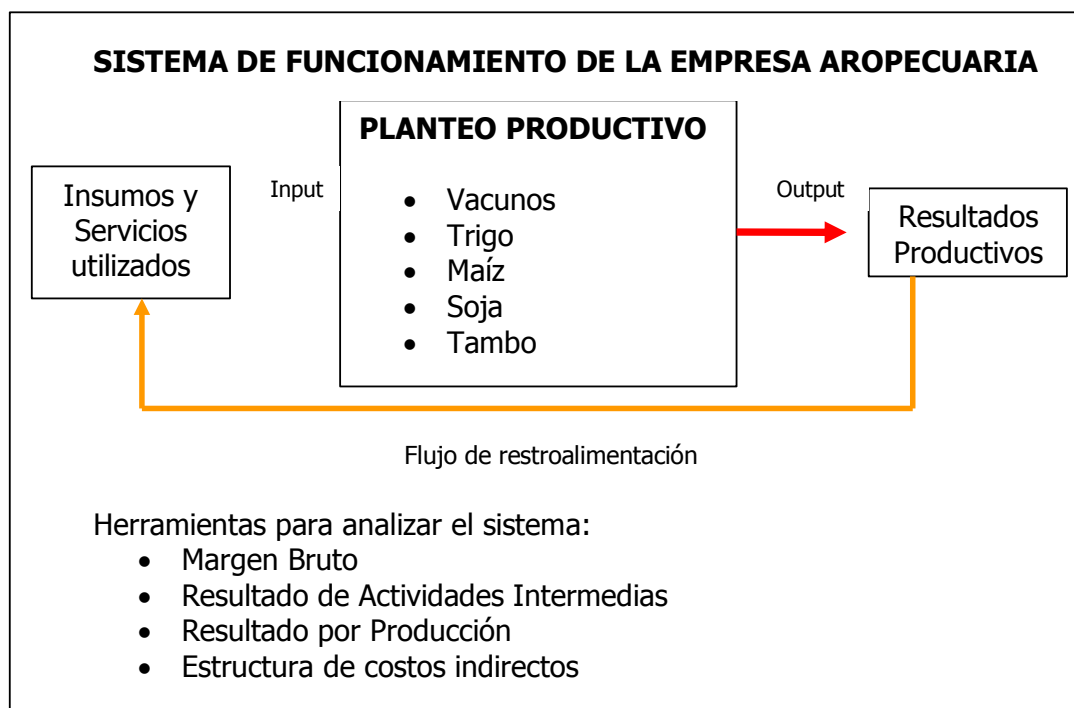 SISTEMA DE FUNCIONAMIENTO DE LA EMPRESA AROPECUARIA
PLANTEO PRODUCTIVO
Insumos y
Servicios
utilizados
Input
• Vacunos
• Trigo
• Maíz
• Soja
• Tambo
Output
Resultados
Productivos
Flujo de restroalimentación
Herramientas para analizar el sistema:
• Margen Bruto
• Resultado de Actividades Intermedias
• Resultado por Producción
• Estructura de costos indirectos